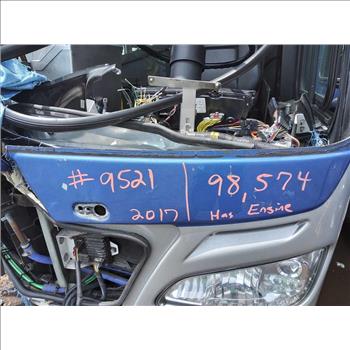 # 9521 | 98,574
2017 | Has Engine